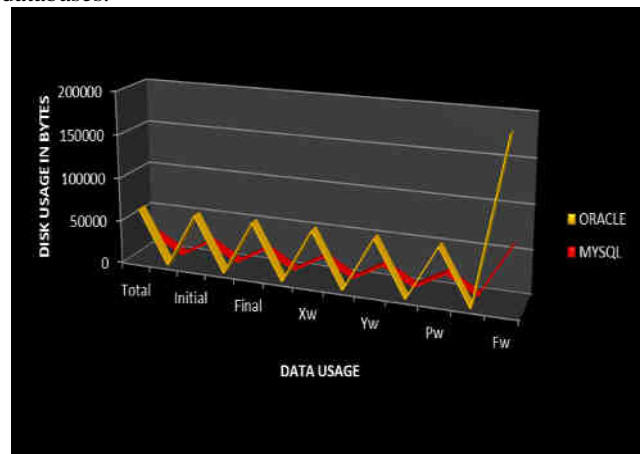 databases.
DISK USAGE IN BYTES
200000
150000
100000
50000
0
Total
Initial
Final
Xw
Yw
Pw
Fw
DATA USAGE
ORACLE
MYSQL